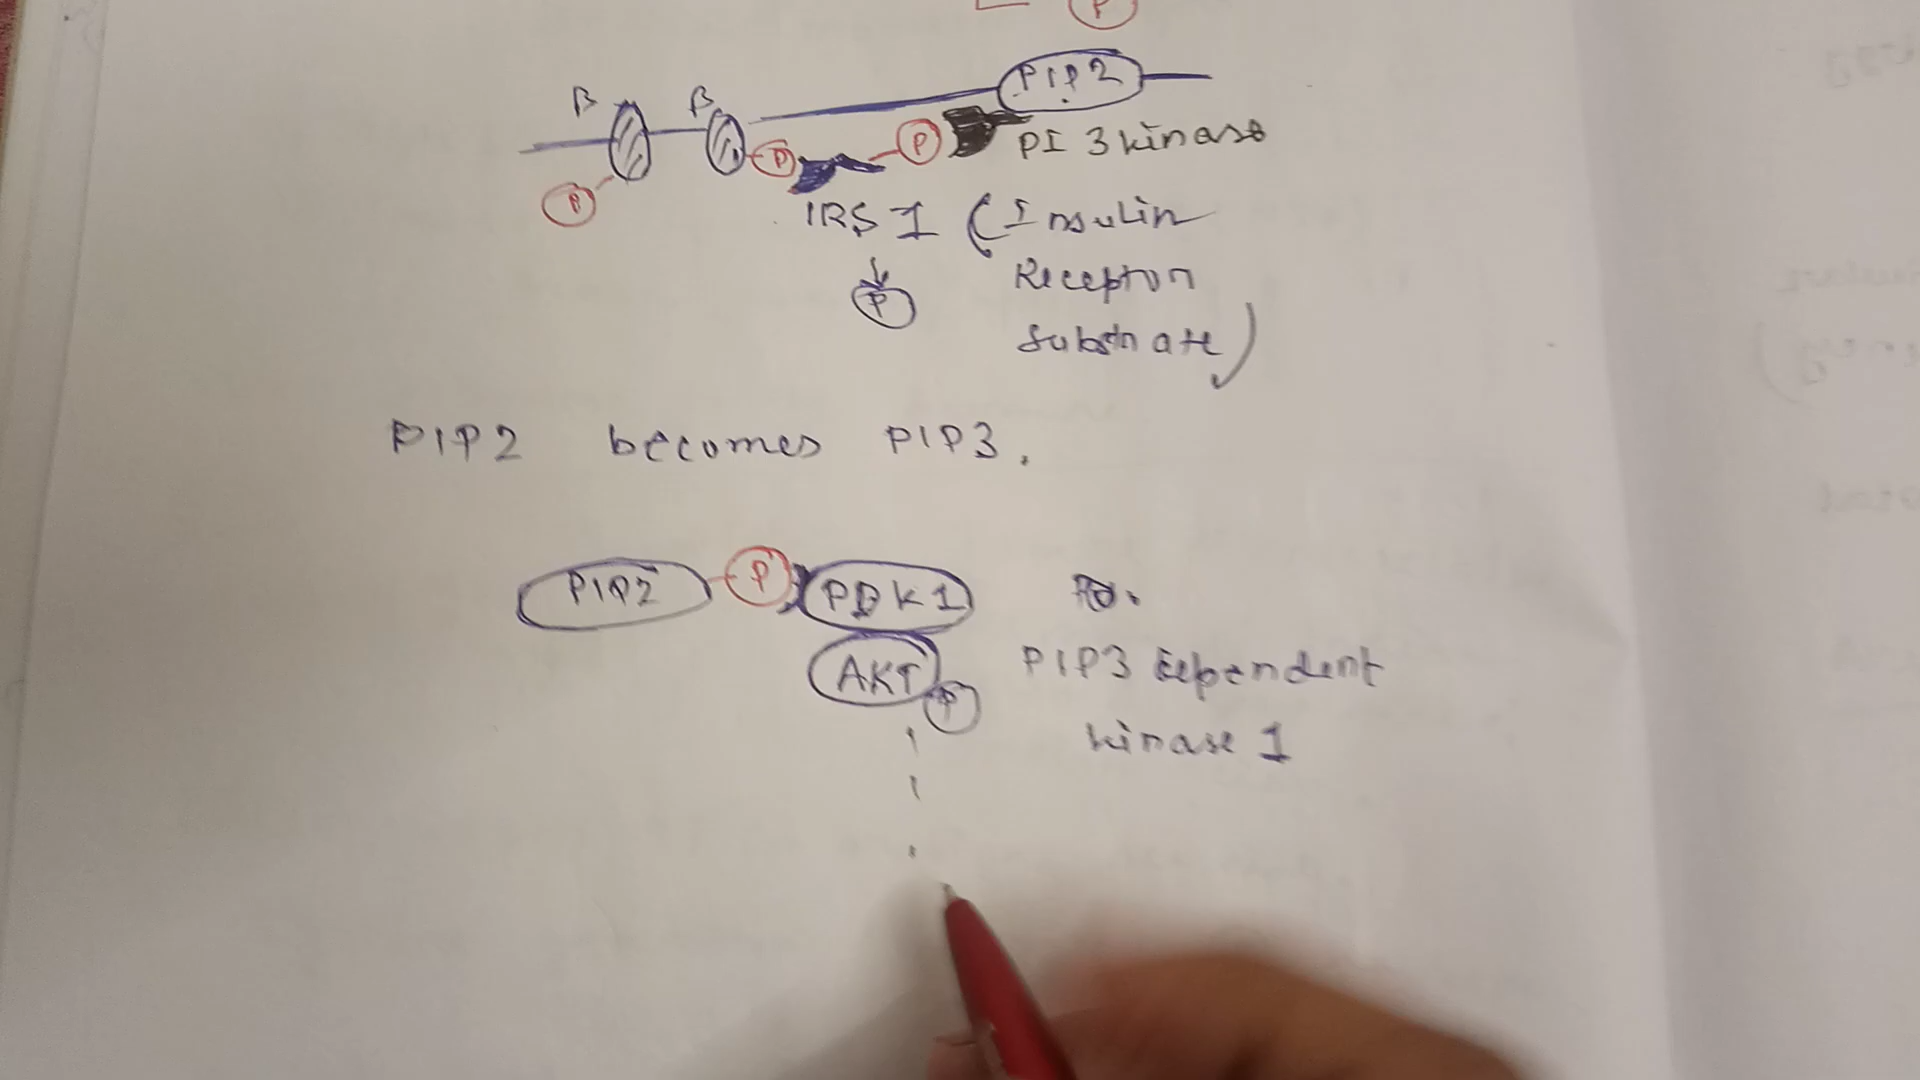 P
PIP2
β β
P P
PI 3 kinase
P
IRS 1 (Insulin
Receptor
Substrate)
P
PIP2 becomes PIP3.
PIP2 P PDK1
AKT P
PIP3 dependent
kinase 1